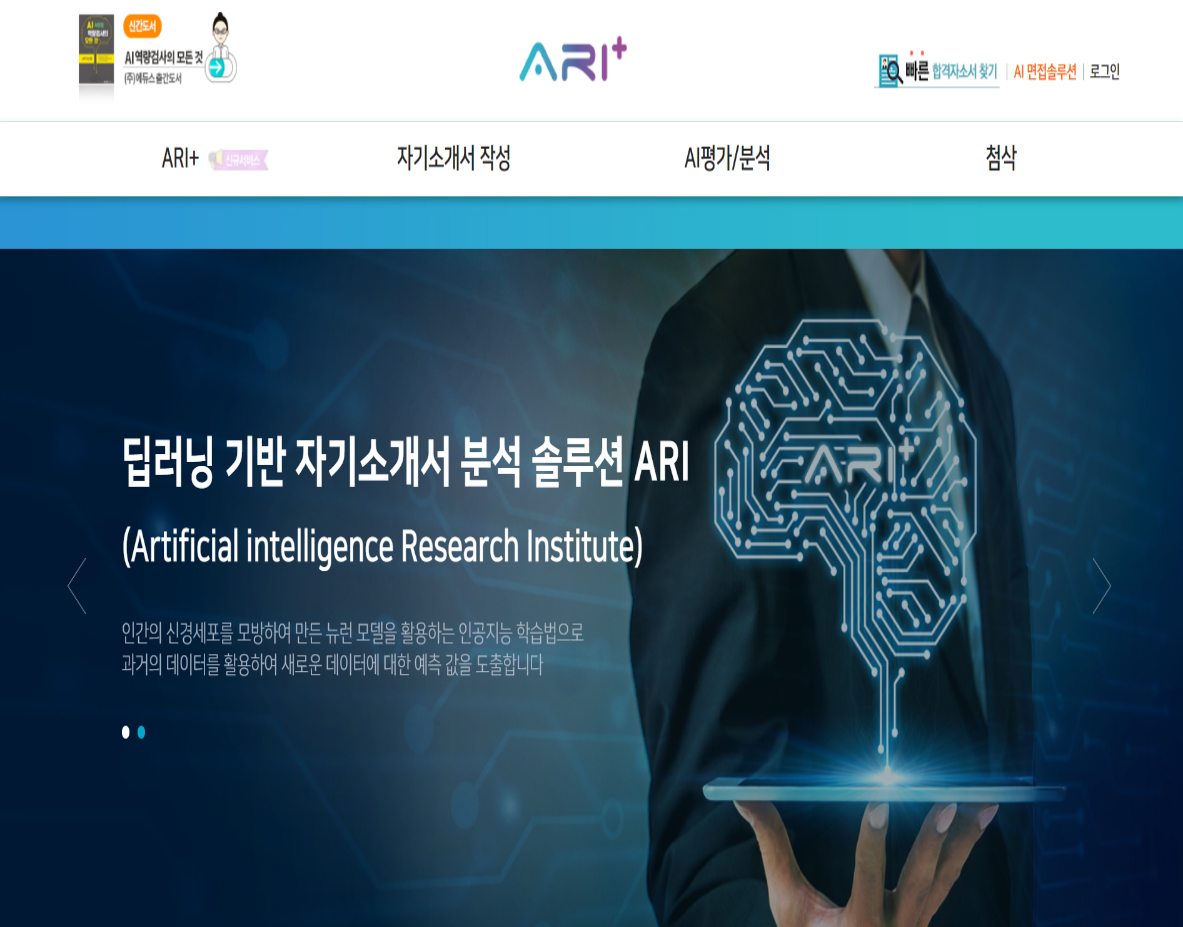 신간도서
AI역량검사의 모든 것
(주)에듀스 출간도서
ARI+
빠른 합격자소서 찾기
AI 면접솔루션
로그인
ARI+ 신규서비스
자기소개서 작성
AI평가/분석
첨삭
딥러닝 기반 자기소개서 분석 솔루션 ARI
(Artificial intelligence Research Institute)
인간의 신경세포를 모방하여 만든 뉴런 모델을 활용하는 인공지능 학습법으로
과거의 데이터를 활용하여 새로운 데이터에 대한 예측 값을 도출합니다
ARI+